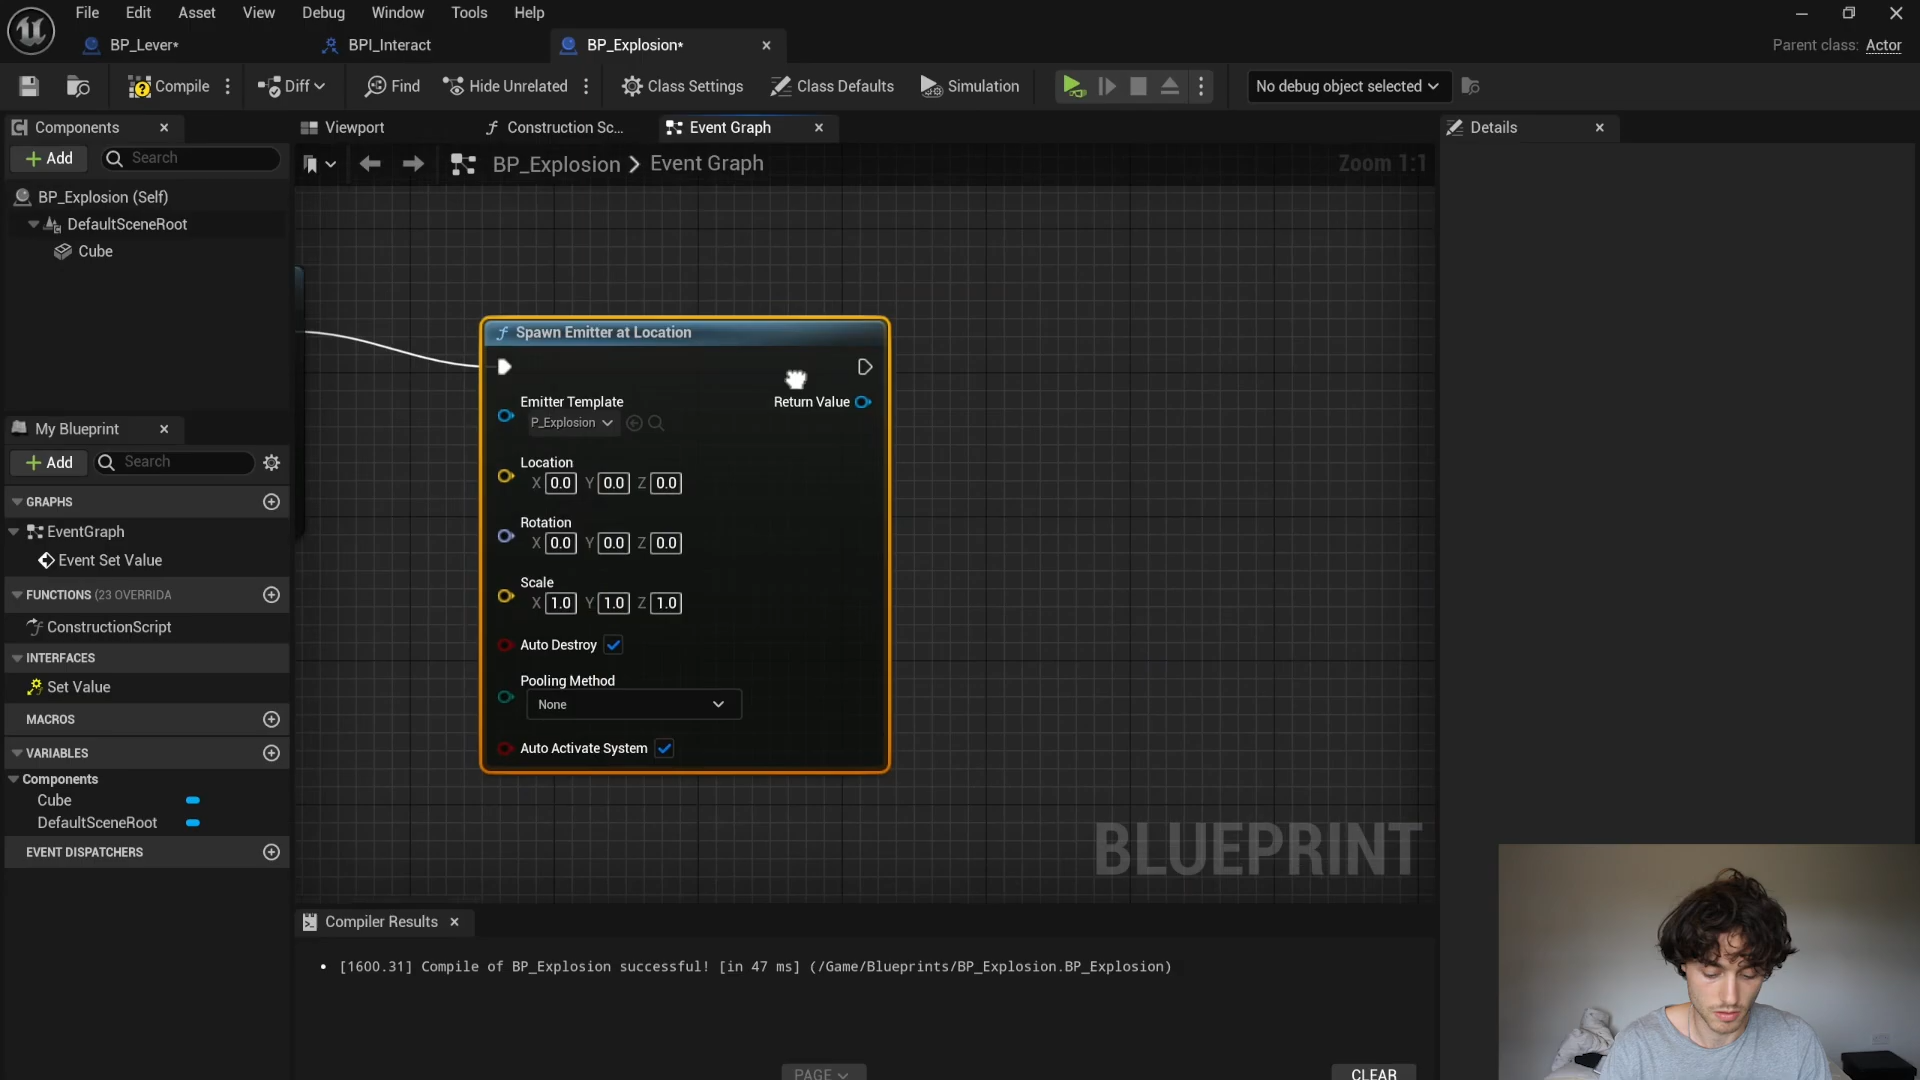 File Edit Asset View Debug Window Tools Help
BP_Lever* BPI_Interact BP_Explosion* Parent class: Actor
Compile Diff Find Hide Unrelated Class Settings Class Defaults Simulation No debug object selected
Components Viewport Construction Sc... Event Graph Details
Add Search BP_Explosion > Event Graph Zoom 1:1
BP_Explosion (Self)
DefaultSceneRoot
Cube
Spawn Emitter at Location
Emitter Template Return Value
P_Explosion
Location
X 0.0 Y 0.0 Z 0.0
Rotation
X 0.0 Y 0.0 Z 0.0
Scale
X 1.0 Y 1.0 Z 1.0
Auto Destroy
Pooling Method
None
Auto Activate System
My Blueprint
Add Search
GRAPHS
EventGraph
Event Set Value
FUNCTIONS (23 OVERRIDA
ConstructionScript
INTERFACES
Set Value
MACROS
VARIABLES
Components
Cube
DefaultSceneRoot
EVENT DISPATCHERS
BLUEPRINT
Compiler Results
[1600.31] Compile of BP_Explosion successful! [in 47 ms] (/Game/Blueprints/BP_Explosion.BP_Explosion)
PAGE CLEAR